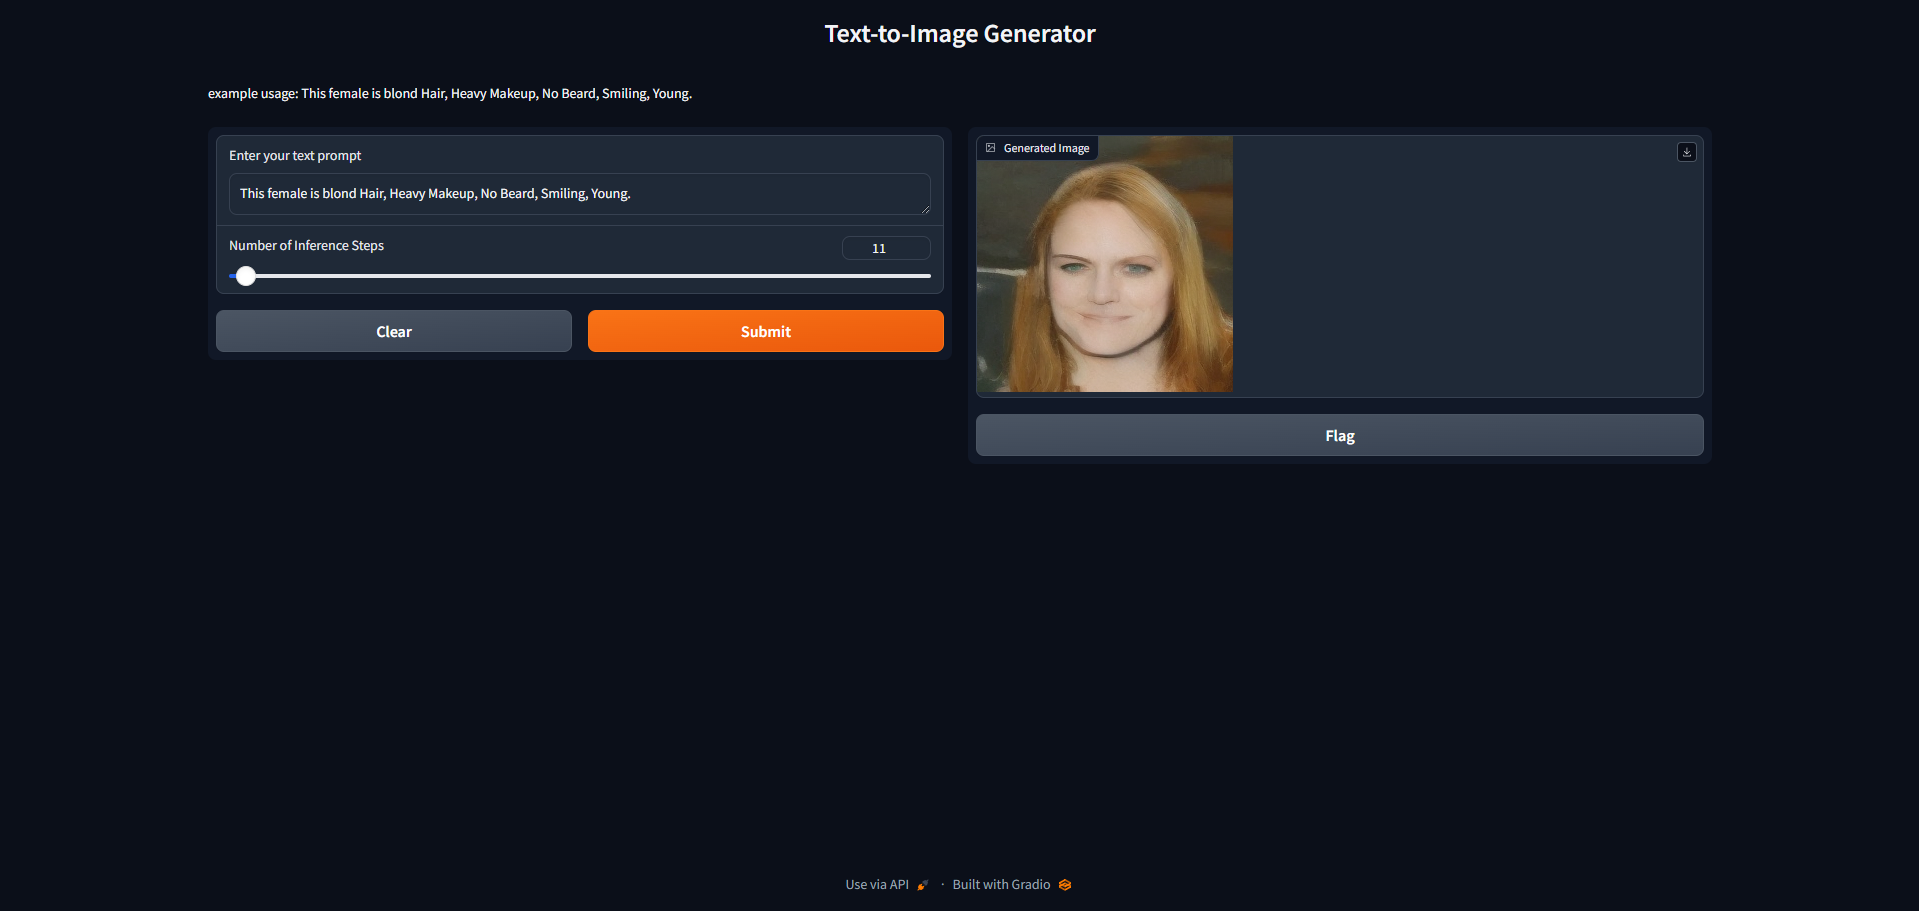 Text-to-Image Generator
example usage: This female is blond Hair, Heavy Makeup, No Beard, Smiling, Young.
Enter your text prompt
This female is blond Hair, Heavy Makeup, No Beard, Smiling, Young.
Number of Inference Steps
11
Clear
Submit
Generated Image
Flag
Use via API · Built with Gradio